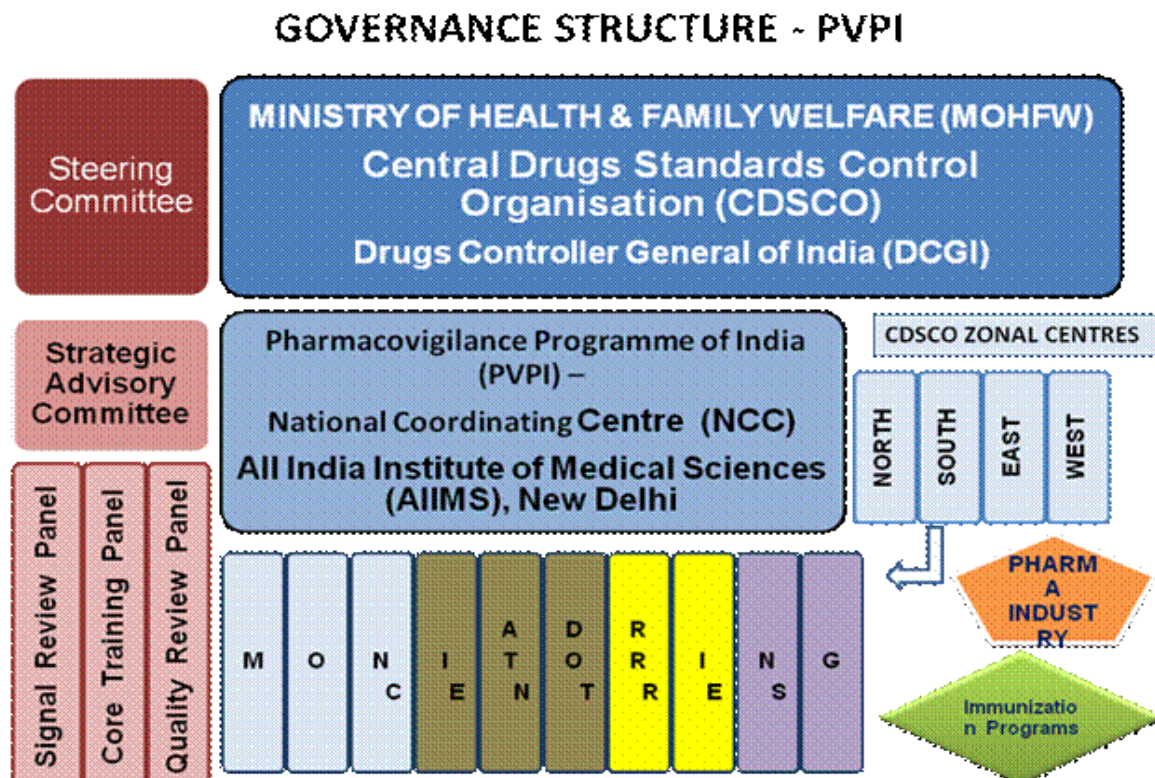 GOVERNANCE STRUCTURE - PVPI
Steering
Committee
MINISTRY OF HEALTH & FAMILY WELFARE (MOHFW)
Central Drugs Standards Control
Organisation (CDSCO)
Drugs Controller General of India (DCGI)
Strategic
Advisory
Committee
Pharmacovigilance Programme of India
(PVPI) –
National Coordinating Centre (NCC)
All India Institute of Medical Sciences
(AIIMS), New Delhi
CDSCO ZONAL CENTRES
NORTH
SOUTH
EAST
WEST
Signal Review Panel
Core Training Panel
Quality Review Panel
A D R
M O N I T O R I N G
C E N T R E S
PHARM
A
INDUST
RY
Immunizatio
n Programs